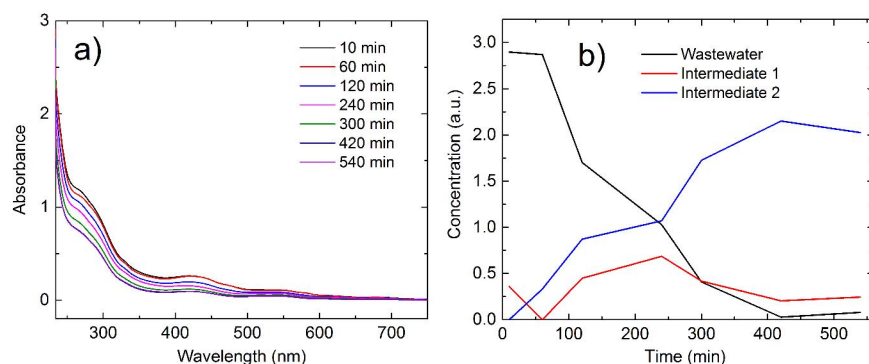 a)
10 min
60 min
120 min
240 min
300 min
420 min
540 min
3
2
1
0
300 400 500 600 700
Absorbance
Wavelength (nm)
b)
Wastewater
Intermediate 1
Intermediate 2
3.0
2.5
2.0
1.5
1.0
0.5
0.0
0 100 200 300 400 500
Concentration (a.u.)
Time (min)